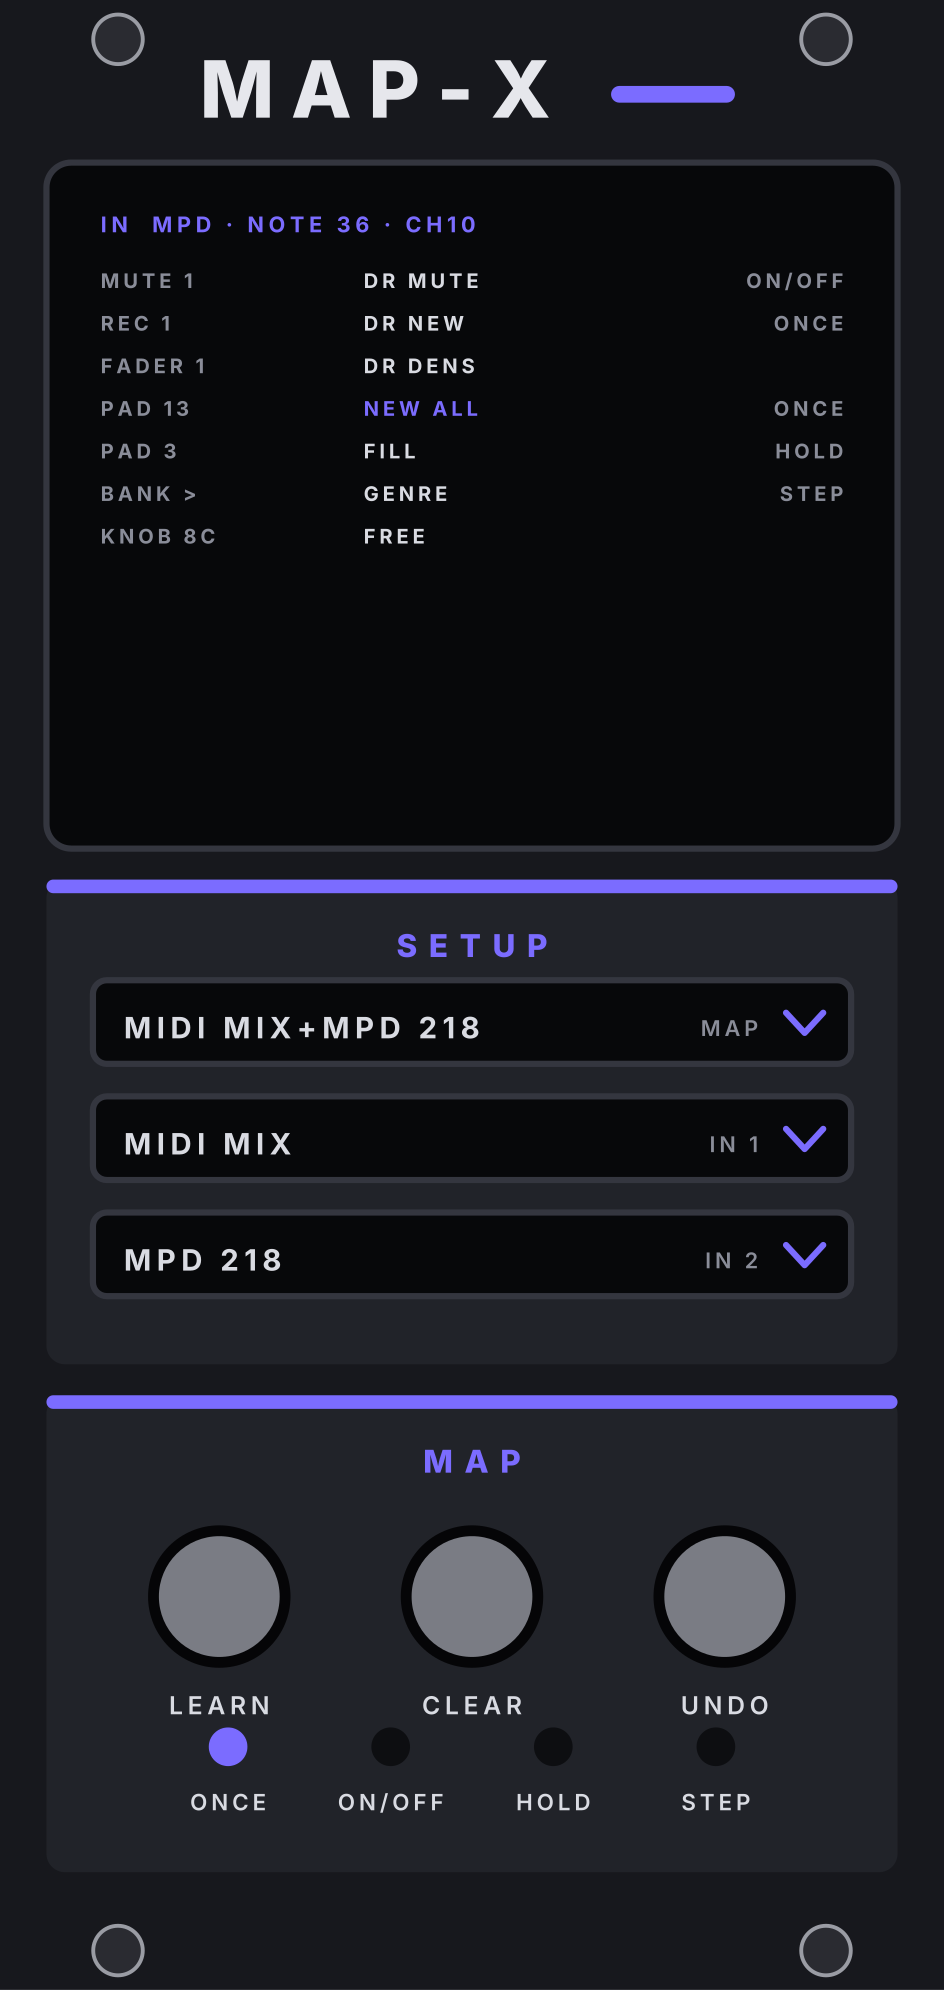 MAP-X
IN MPD · NOTE 36 · CH10
MUTE 1 DR MUTE ON/OFF
REC 1 DR NEW ONCE
FADER 1 DR DENS
PAD 13 NEW ALL ONCE
PAD 3 FILL HOLD
BANK > GENRE STEP
KNOB 8C FREE
SETUP
MIDI MIX+MPD 218 MAP
MIDI MIX IN 1
MPD 218 IN 2
MAP
LEARN CLEAR UNDO
ONCE ON/OFF HOLD STEP